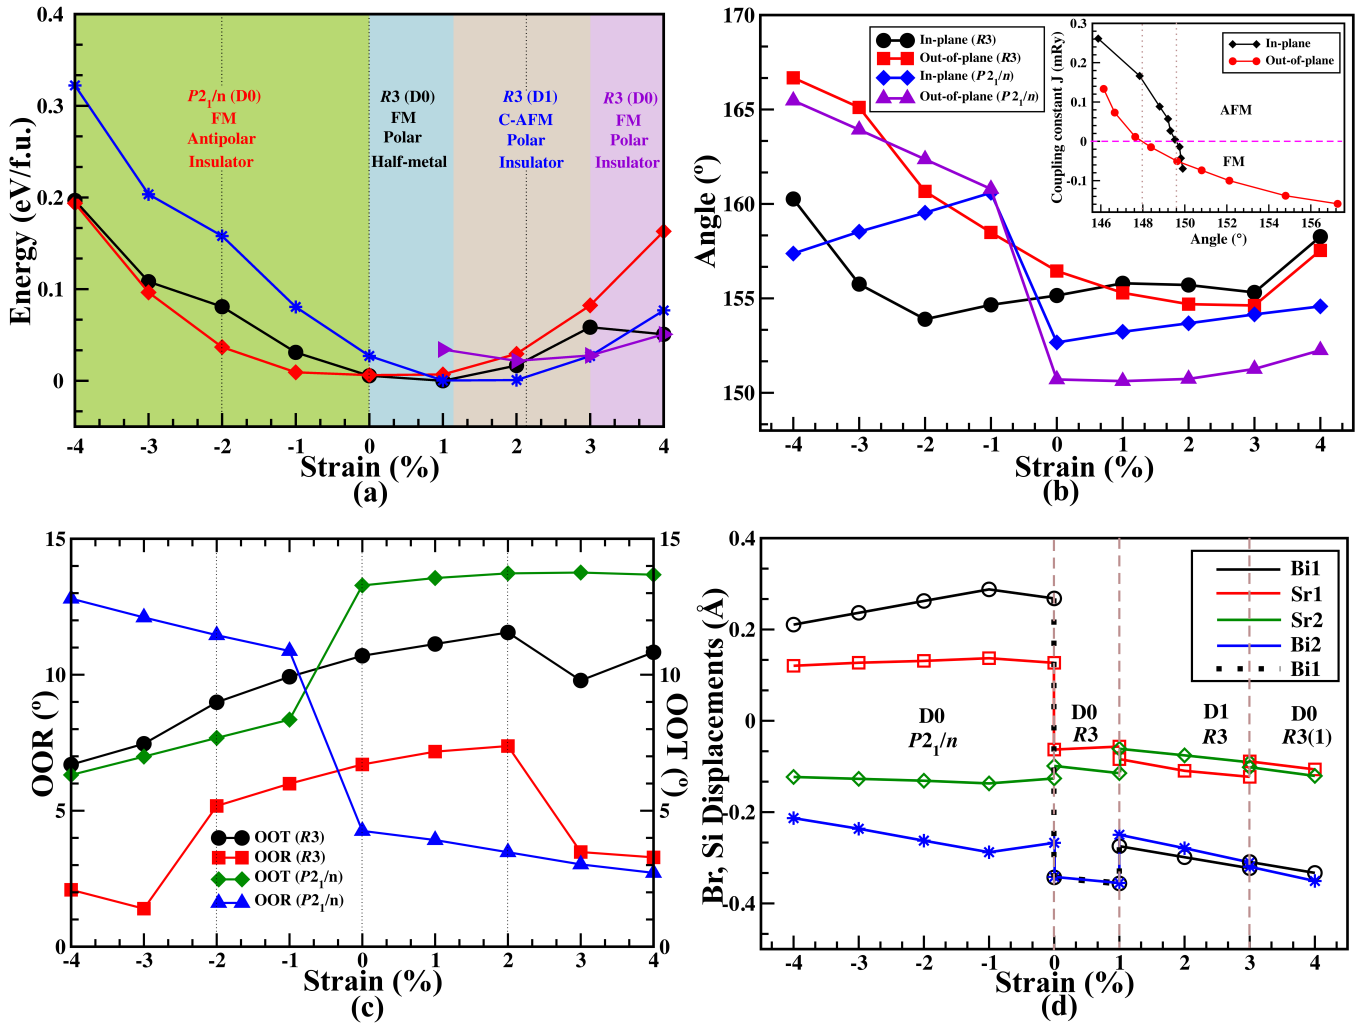 0.4
0.3
0.2
0.1
0
Energy (eV/f.u.)
P2₁/n (D0)
FM
Antipolar
Insulator
R3 (D0)
FM
Polar
Half-metal
R3 (D1)
C-AFM
Polar
Insulator
R3 (D0)
FM
Polar
Insulator
-4 -3 -2 -1 0 1 2 3 4
Strain (%)
(a)
170
165
160
155
150
Angle (º)
In-plane (R3)
Out-of-plane (R3)
In-plane (P2₁/n)
Out-of-plane (P2₁/n)
0.3
0.2
0.1
0
-0.1
Coupling constant J (mRy)
In-plane
Out-of-plane
AFM
FM
146 148 150 152 154 156
Angle (°)
-4 -3 -2 -1 0 1 2 3 4
Strain (%)
(b)
15
10
5
0
OOR (º)
OOT (R3)
OOR (R3)
OOT (P2₁/n)
OOR (P2₁/n)
15
10
5
0
OOT (º)
-4 -3 -2 -1 0 1 2 3 4
Strain (%)
(c)
0.4
0.2
0
-0.2
-0.4
Br, Si Displacements (Å)
Bi1
Sr1
Sr2
Bi2
Bi1
D0
P2₁/n
D0
R3
D1
R3
D0
R3(1)
-4 -3 -2 -1 0 1 2 3 4
Strain (%)
(d)